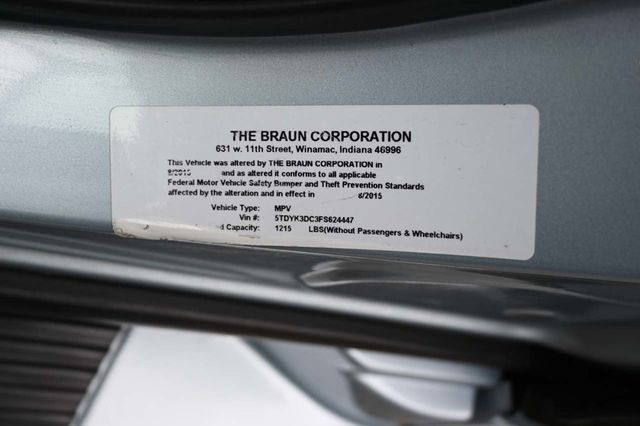 THE BRAUN CORPORATION
631 w. 11th Street, Winamac, Indiana 46996
This Vehicle was altered by THE BRAUN CORPORATION in
8/2015 and as altered it conforms to all applicable
Federal Motor Vehicle Safety Bumper and Theft Prevention Standards
affected by the alteration and in effect in 8/2015
Vehicle Type: MPV
Vin #: 5TDYK3DC3FS624447
d Capacity: 1215 LBS(Without Passengers & Wheelchairs)